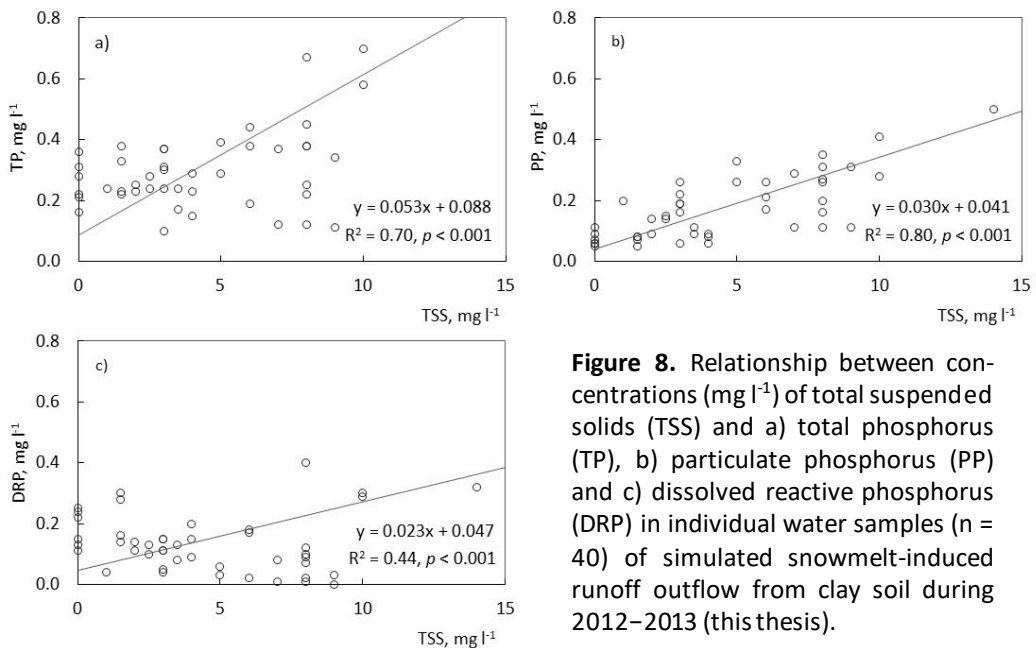 a)
TP, mg l⁻¹
0.8
0.6
0.4
0.2
0.0
0 5 10 15
TSS, mg l⁻¹
y = 0.053x + 0.088
R² = 0.70, p < 0.001
b)
PP, mg l⁻¹
0.8
0.6
0.4
0.2
0.0
0 5 10 15
TSS, mg l⁻¹
y = 0.030x + 0.041
R² = 0.80, p < 0.001
c)
DRP, mg l⁻¹
0.8
0.6
0.4
0.2
0.0
0 5 10 15
TSS, mg l⁻¹
y = 0.023x + 0.047
R² = 0.44, p < 0.001
Figure 8. Relationship between con-
centrations (mg l⁻¹) of total suspended
solids (TSS) and a) total phosphorus
(TP), b) particulate phosphorus (PP)
and c) dissolved reactive phosphorus
(DRP) in individual water samples (n =
40) of simulated snowmelt-induced
runoff outflow from clay soil during
2012–2013 (this thesis).